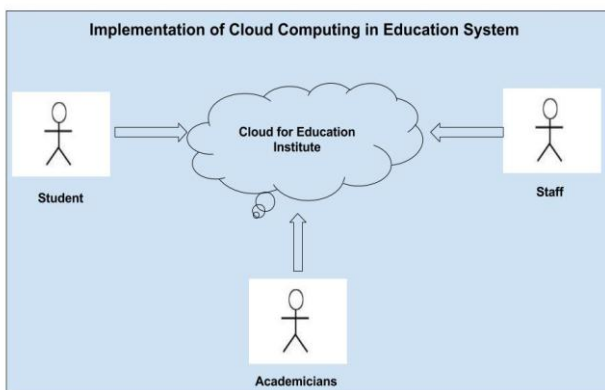 Implementation of Cloud Computing in Education System
Cloud for Education
Institute
Student
Staff
Academicians